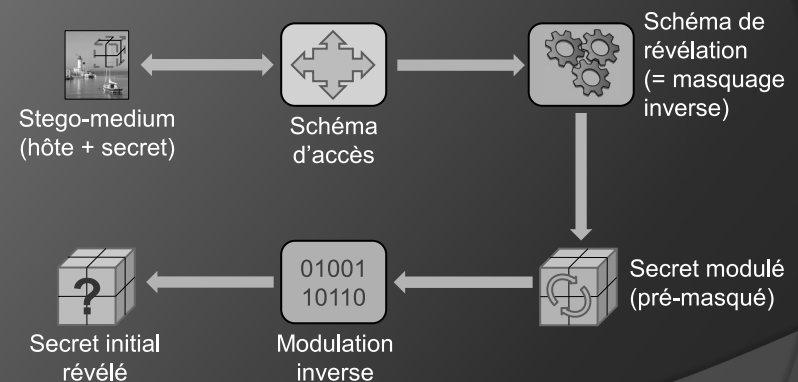 Stego-medium
(hôte + secret)
Schéma
d'accès
Schéma de
révélation
(= masquage
inverse)
Secret modulé
(pré-masqué)
01001
10110
Modulation
inverse
?
Secret initial
révélé